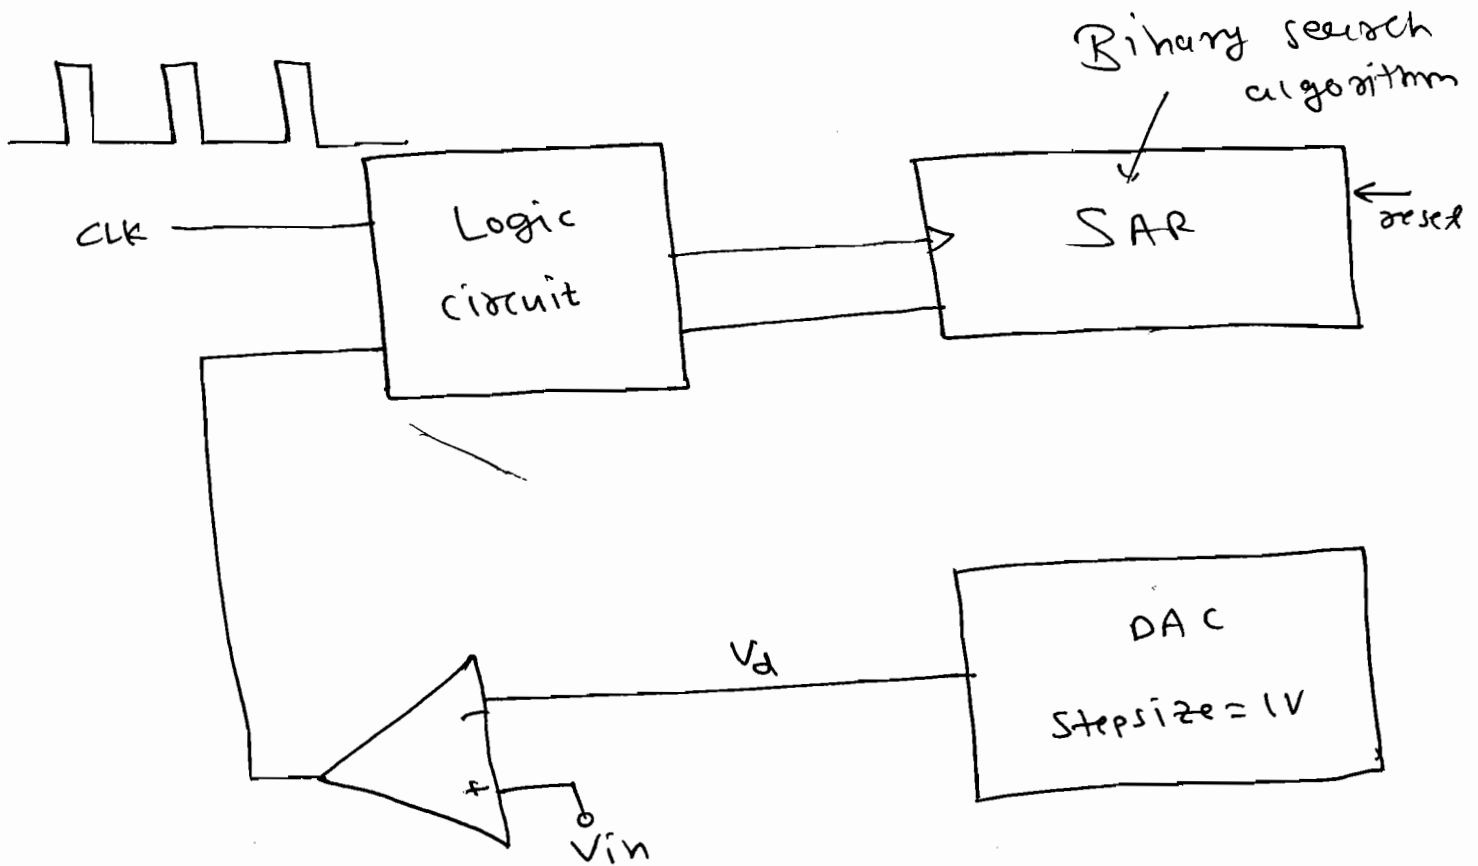 Binary search
algorithm
CLK
Logic
circuit
SAR
reset
Vd
DAC
Stepsize = 1V
-
+
Vin